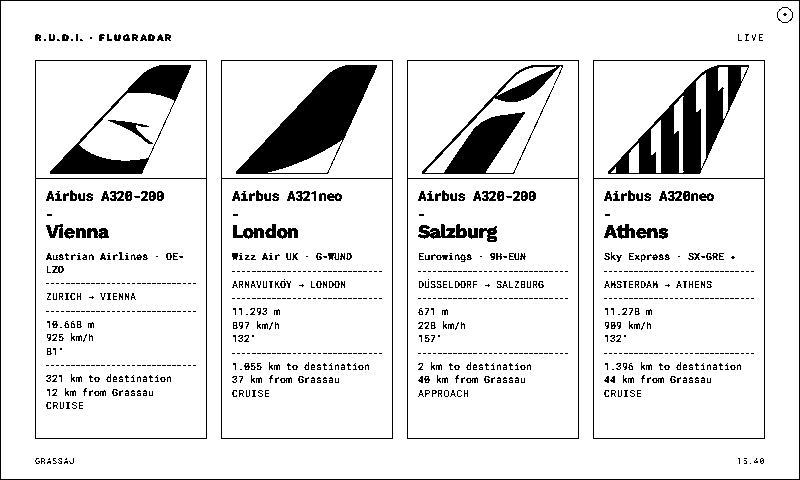 R.U.D.I. · FLUGRADAR
LIVE
Airbus A320-200
-
Vienna
Austrian Airlines · OE-
LZO
ZURICH → VIENNA
10.668 m
925 km/h
81°
321 km to destination
12 km from Grassau
CRUISE
Airbus A321neo
-
London
Wizz Air UK · G-WUND
ARNAVUTKÖY → LONDON
11.293 m
897 km/h
132°
1.055 km to destination
37 km from Grassau
CRUISE
Airbus A320-200
-
Salzburg
Eurowings · 9H-EUN
DÜSSELDORF → SALZBURG
671 m
228 km/h
157°
2 km to destination
40 km from Grassau
APPROACH
Airbus A320neo
-
Athens
Sky Express · SX-GRE ✦
AMSTERDAM → ATHENS
11.278 m
909 km/h
132°
1.396 km to destination
44 km from Grassau
CRUISE
GRASSAU
15.40